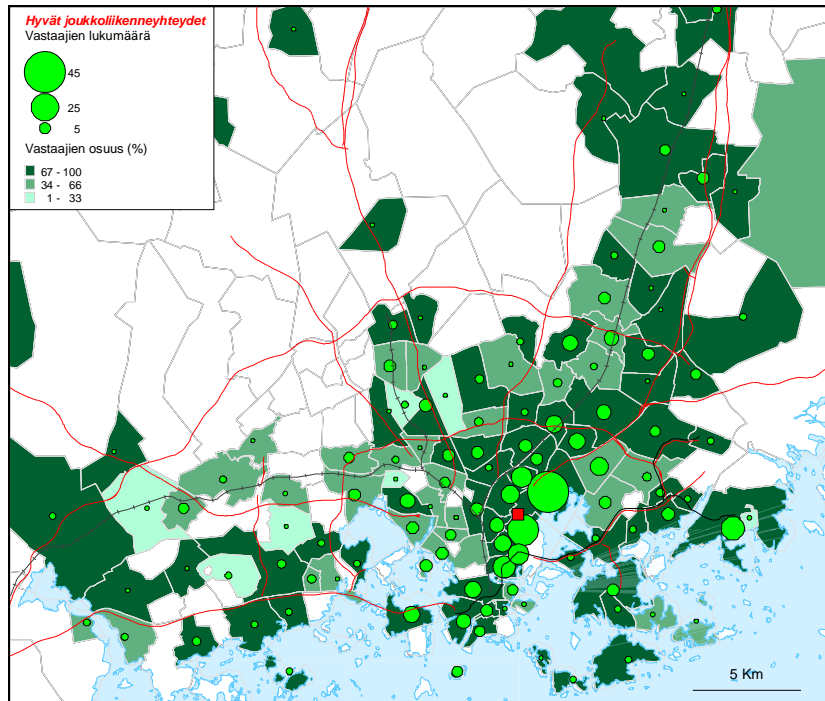 Hyvät joukkoliikenneyhteydet
Vastaajien lukumäärä
45
25
5
Vastaajien osuus (%)
67 - 100
34 - 66
1 - 33
5 Km